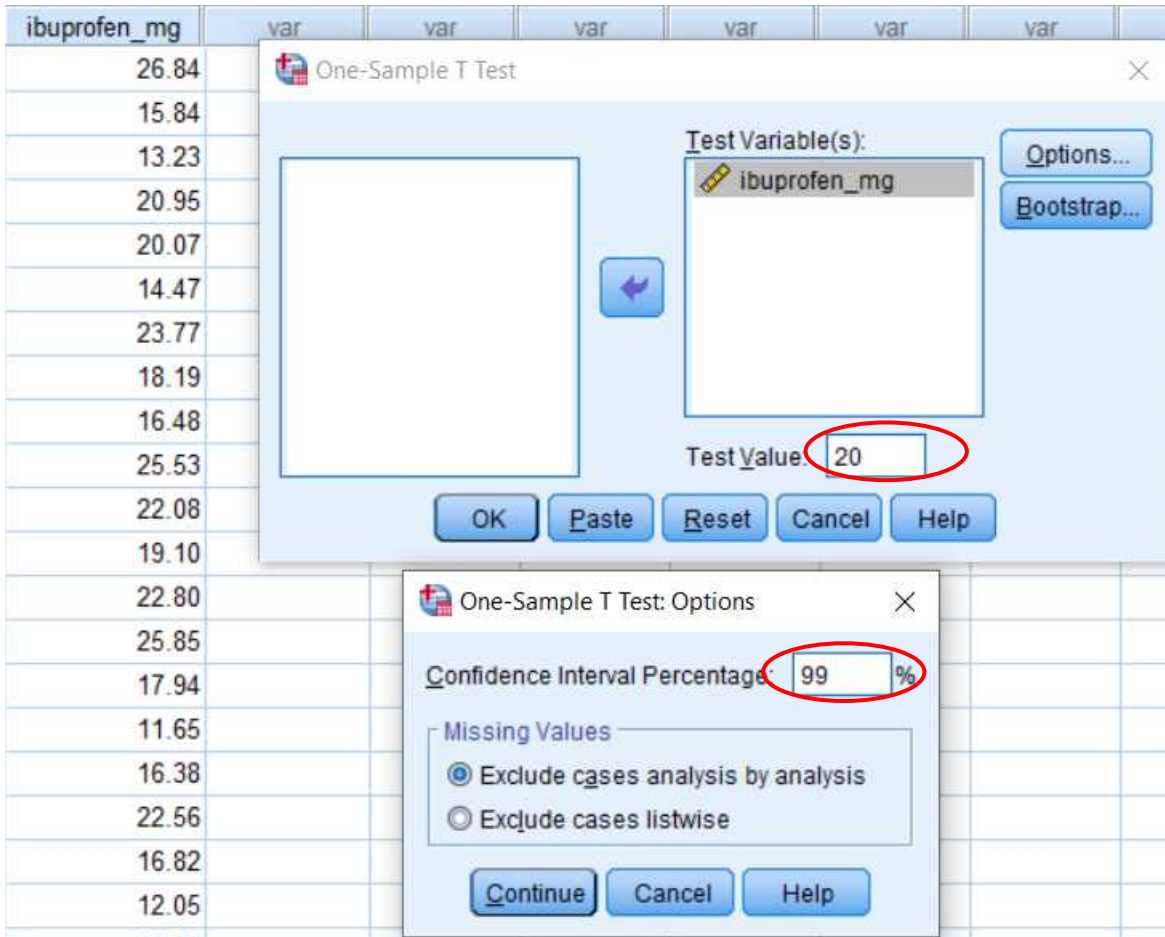 ibuprofen_mg var var var var var var
26.84
15.84
13.23
20.95
20.07
14.47
23.77
18.19
16.48
25.53
22.08
19.10
22.80
25.85
17.94
11.65
16.38
22.56
16.82
12.05
One-Sample T Test
Test Variable(s):
ibuprofen_mg
Options...
Bootstrap...
Test Value: 20
OK Paste Reset Cancel Help
One-Sample T Test: Options
Confidence Interval Percentage: 99 %
Missing Values
Exclude cases analysis by analysis
Exclude cases listwise
Continue Cancel Help